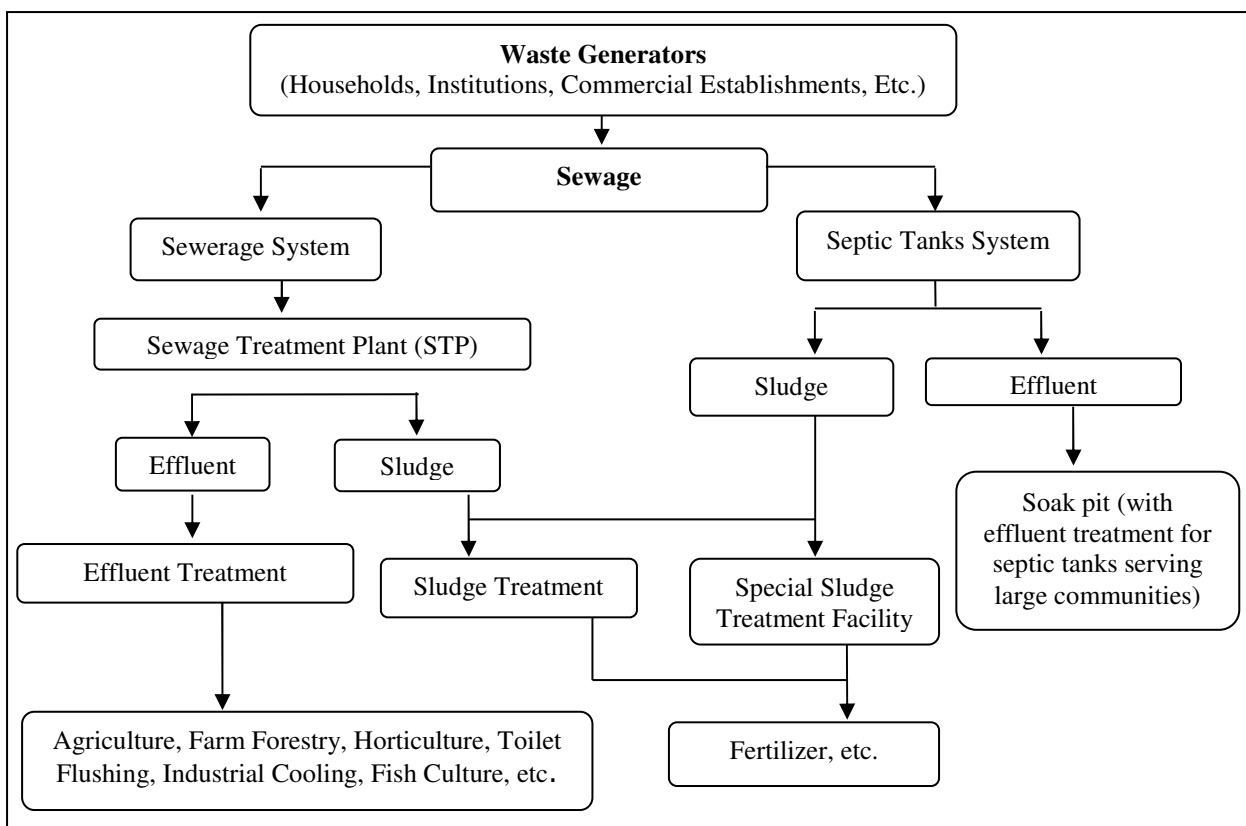 Waste Generators
(Households, Institutions, Commercial Establishments, Etc.)
Sewage
Sewerage System
Septic Tanks System
Sewage Treatment Plant (STP)
Sludge
Effluent
Effluent
Sludge
Soak pit (with
effluent treatment for
septic tanks serving
large communities)
Effluent Treatment
Sludge Treatment
Special Sludge
Treatment Facility
Agriculture, Farm Forestry, Horticulture, Toilet
Flushing, Industrial Cooling, Fish Culture, etc.
Fertilizer, etc.